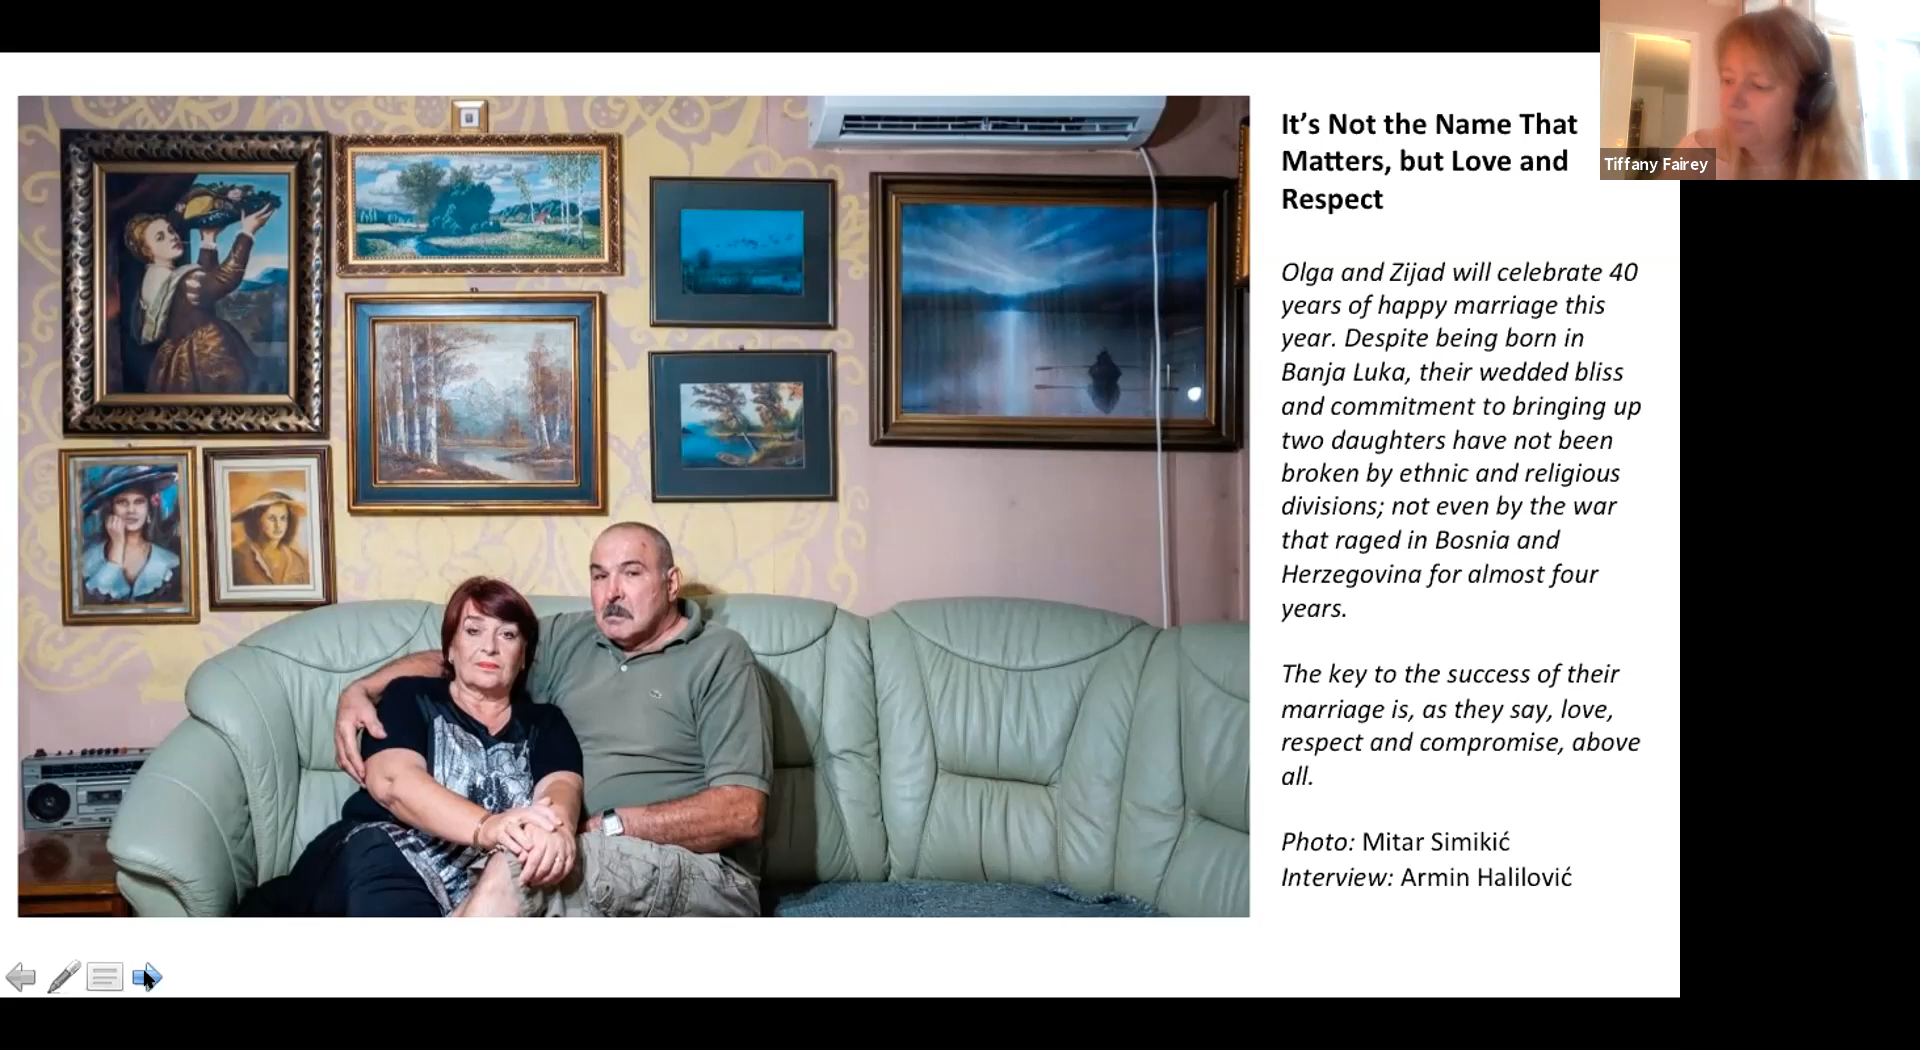 It’s Not the Name That
Matters, but Love and
Respect
Olga and Zijad will celebrate 40
years of happy marriage this
year. Despite being born in
Banja Luka, their wedded bliss
and commitment to bringing up
two daughters have not been
broken by ethnic and religious
divisions; not even by the war
that raged in Bosnia and
Herzegovina for almost four
years.
The key to the success of their
marriage is, as they say, love,
respect and compromise, above
all.
Photo: Mitar Simikić
Interview: Armin Halilović
Tiffany Fairey